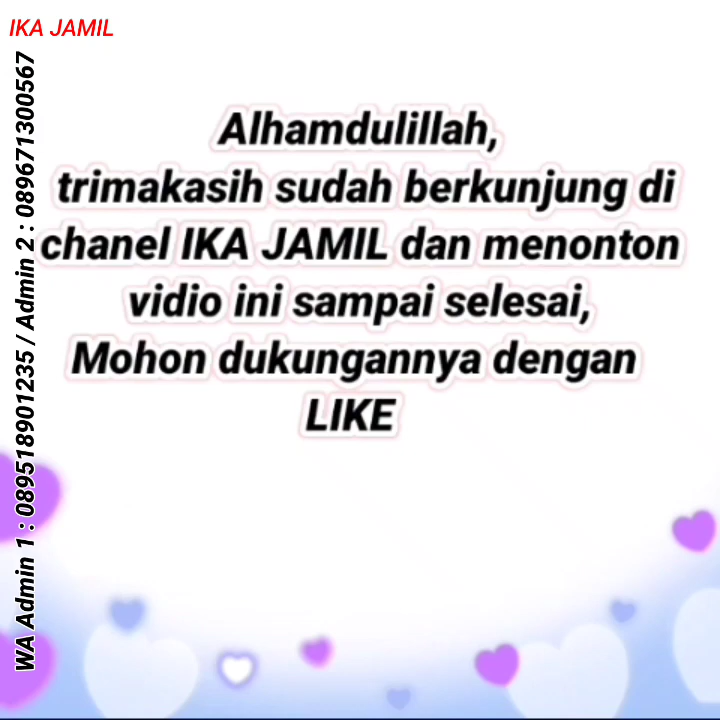 IKA JAMIL
WA Admin 1 : 089518901235 / Admin 2 : 089671300567
Alhamdulillah,
trimakasih sudah berkunjung di
chanel IKA JAMIL dan menonton
vidio ini sampai selesai,
Mohon dukungannya dengan
LIKE